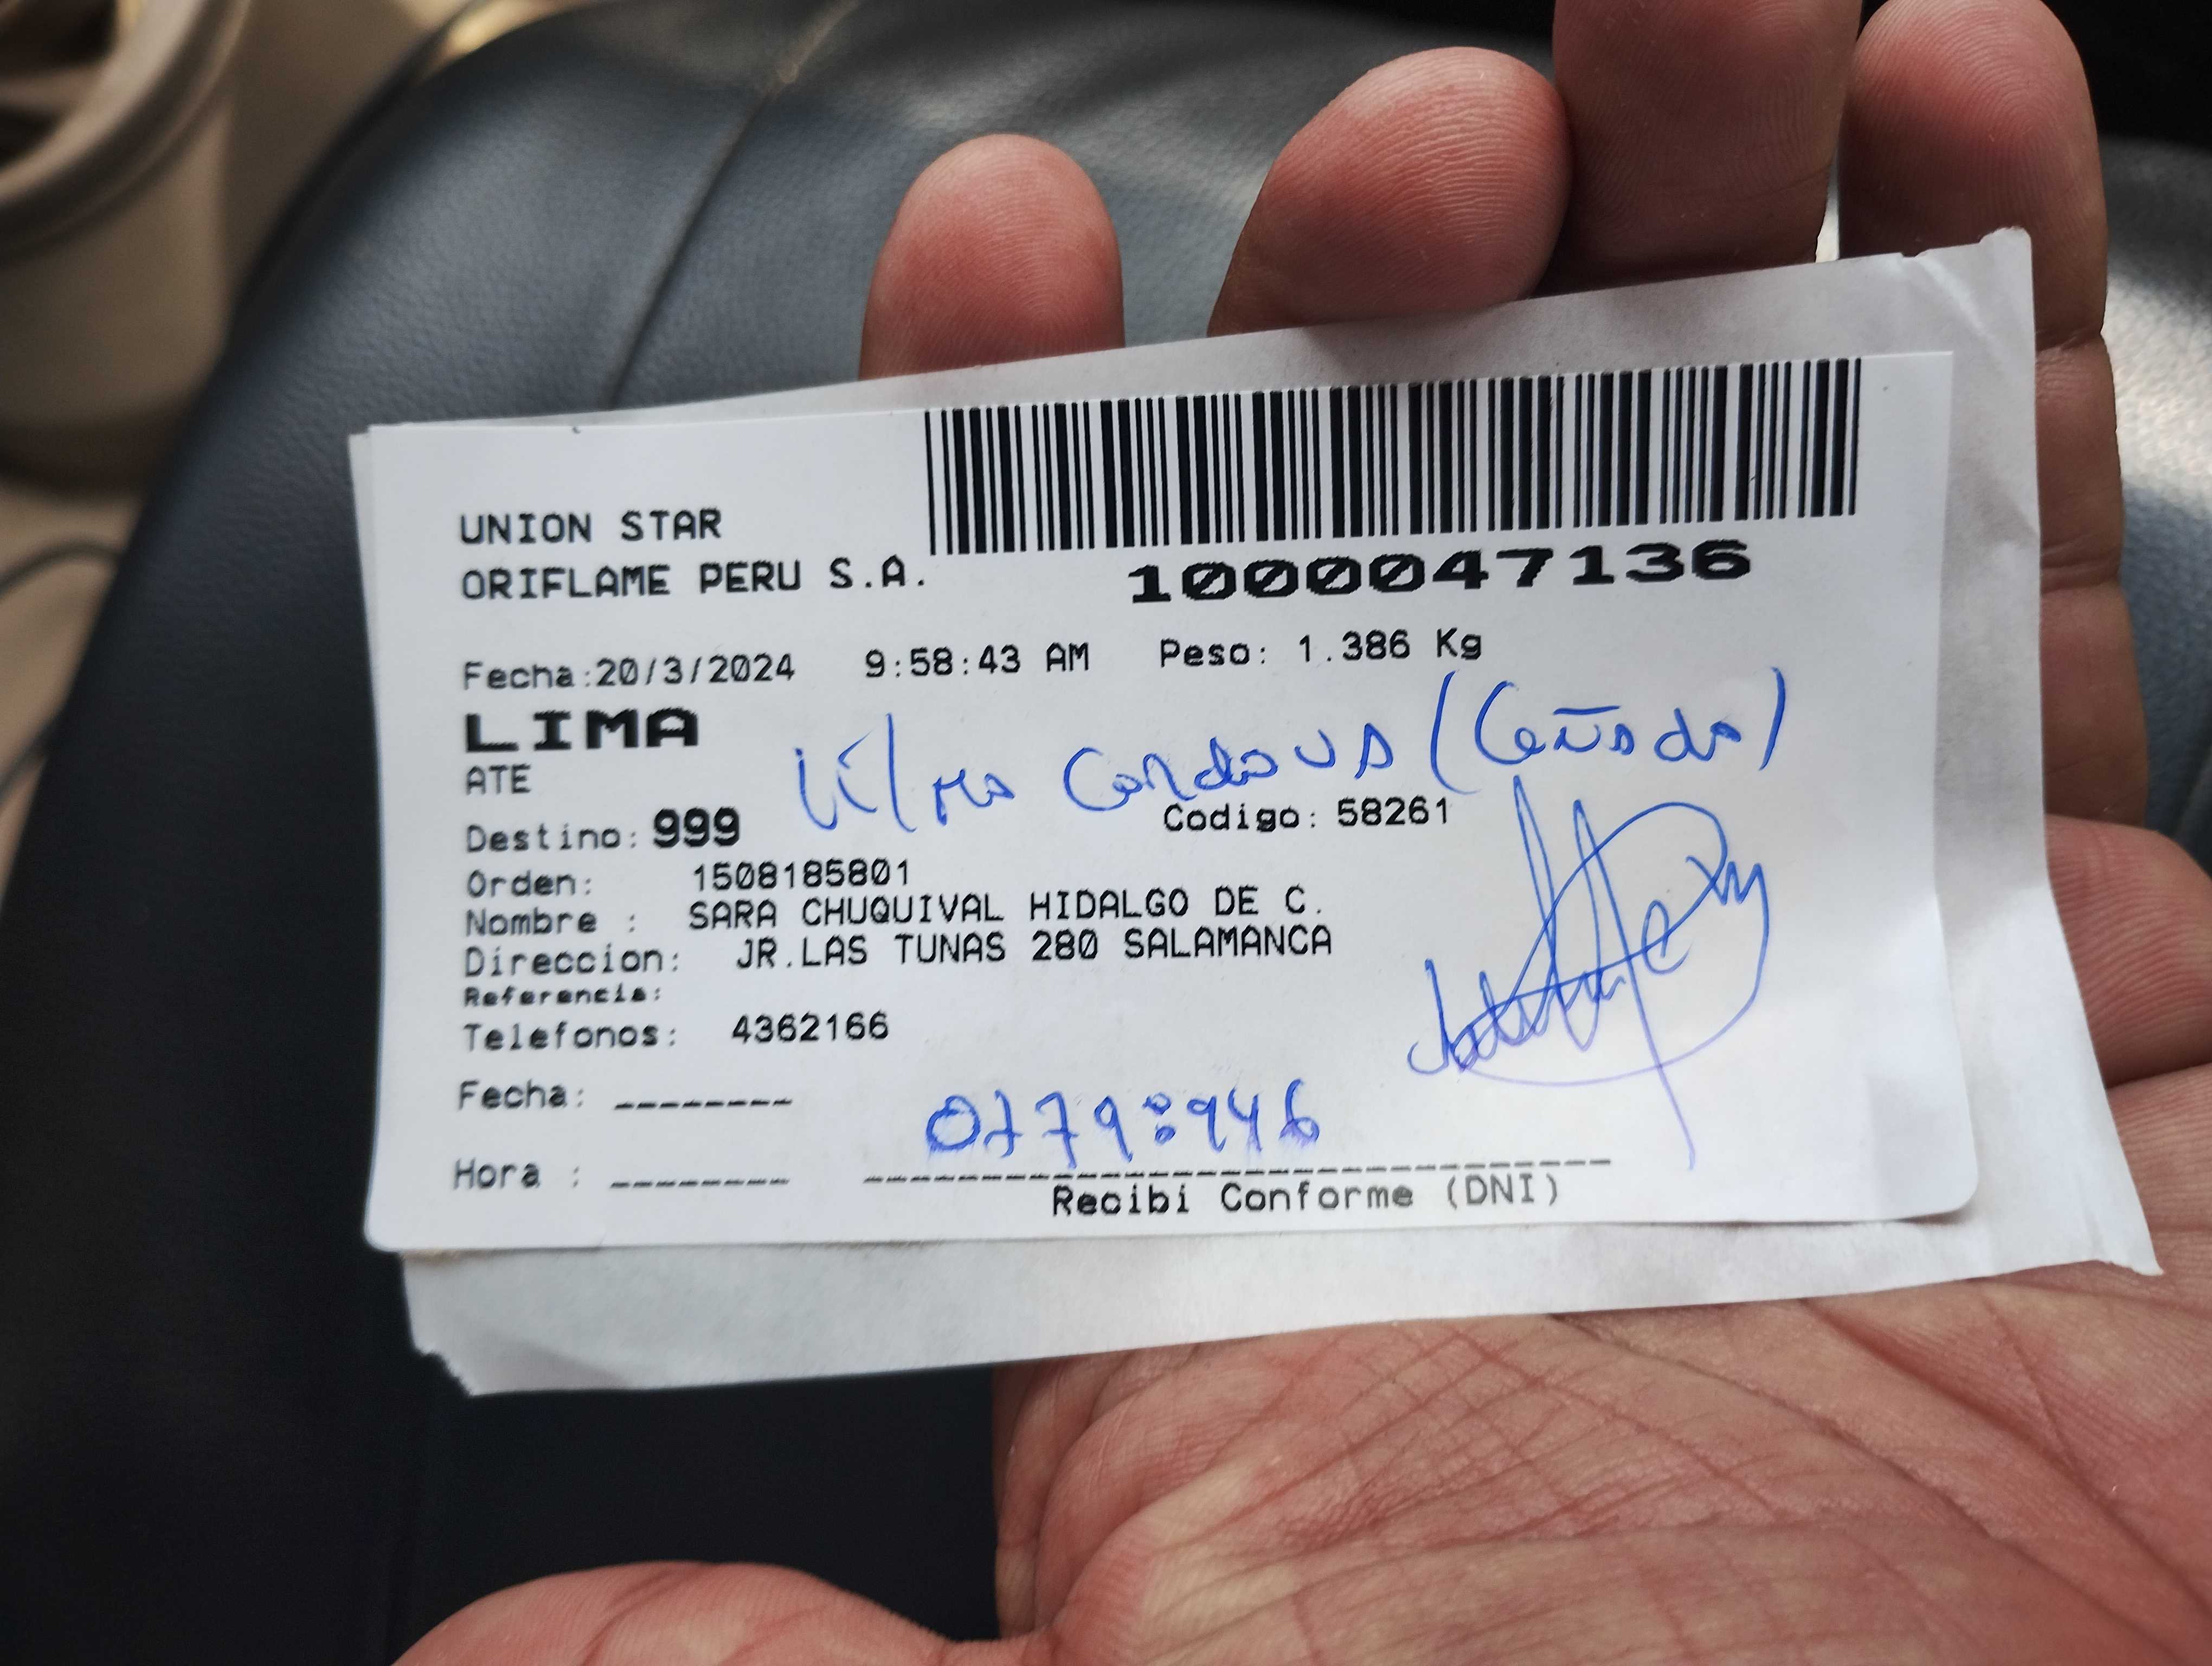 UNION STAR
ORIFLAME PERU S.A.
1000047136
Fecha:20/3/2024 9:58:43 AM Peso: 1.386 Kg
LIMA
Vilma (Cuñada)
ATE
Destino: 999 Codigo: 58261
Orden: 1508185801
Nombre : SARA CHUQUIVAL HIDALGO DE C.
Direccion: JR.LAS TUNAS 280 SALAMANCA
Referencia:
Telefonos: 4362166
Fecha: --------
Hora : --------
Recibi Conforme (DNI)